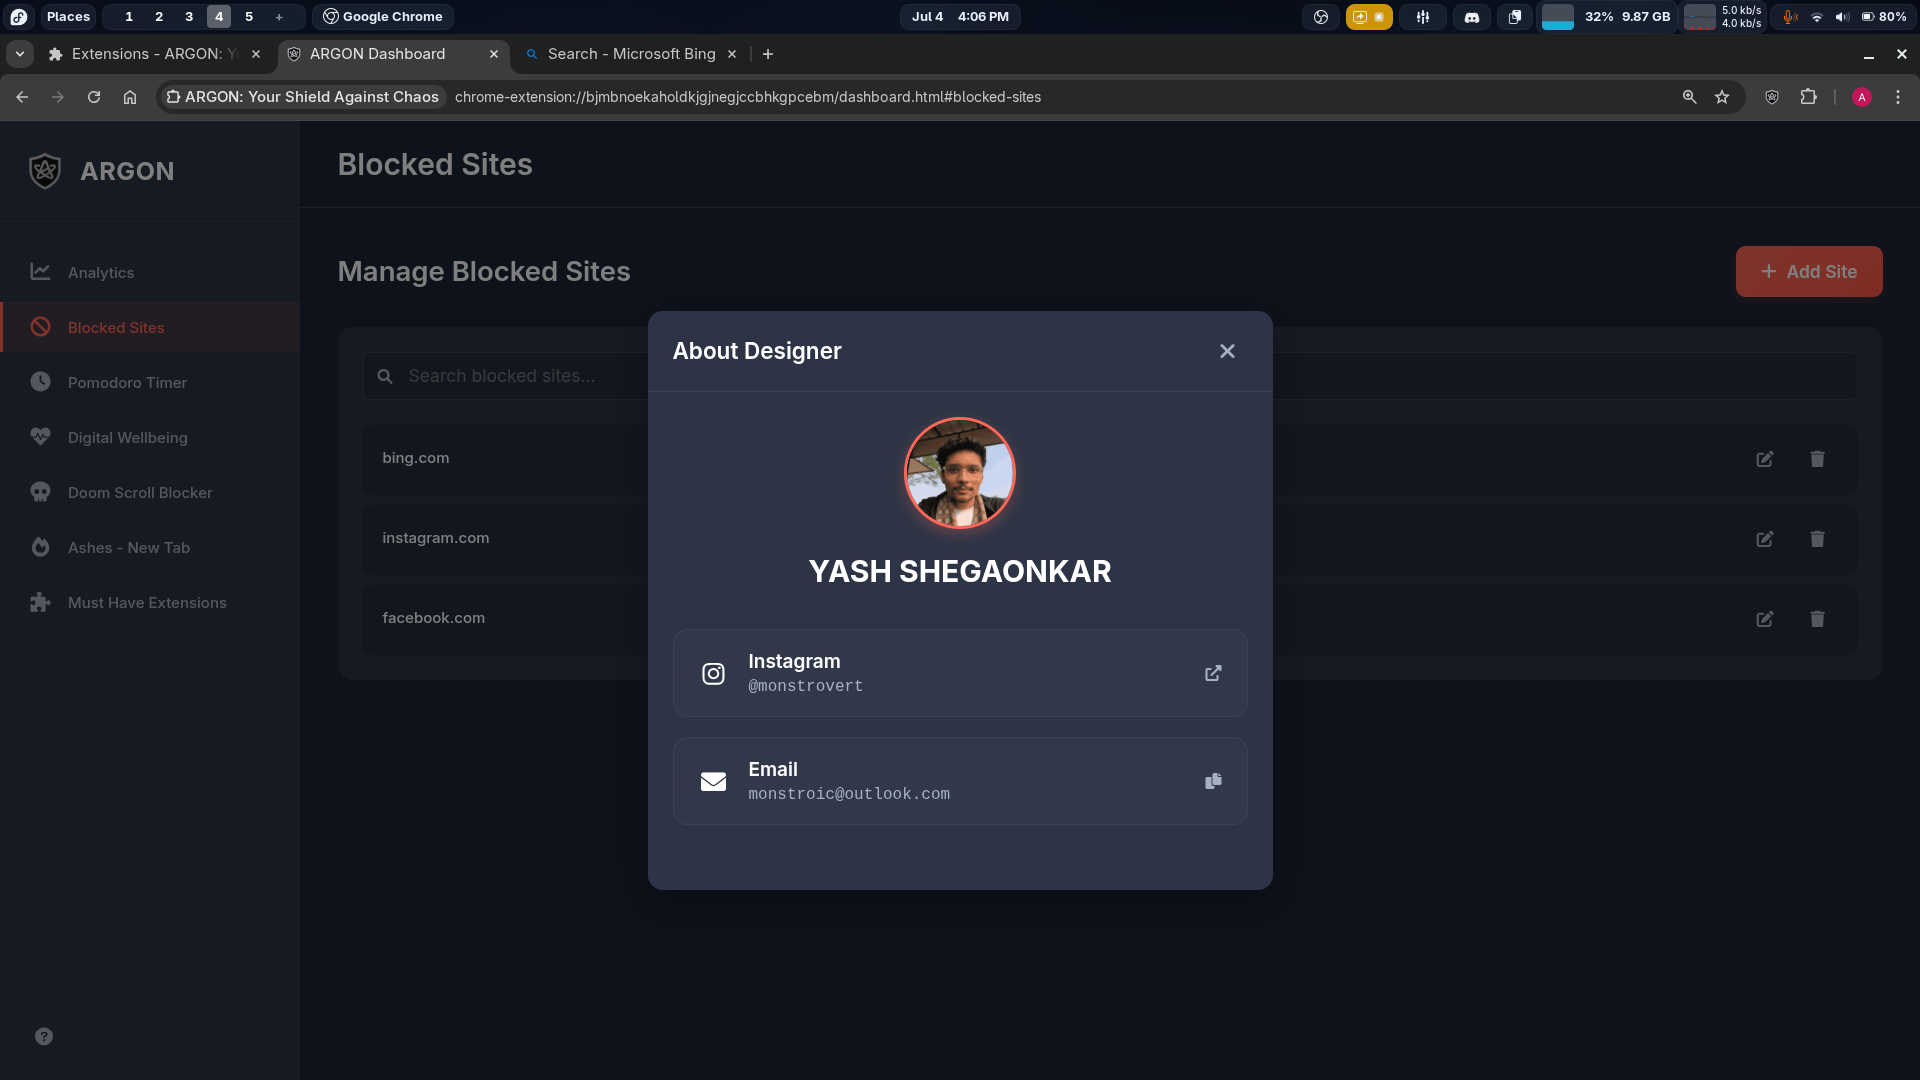 Places 1 2 3 4 5 + Google Chrome Jul 4 4:06 PM 32% 9.87 GB 5.0 kb/s 4.0 kb/s 80%
Extensions - ARGON: Y ARGON Dashboard Search - Microsoft Bing
ARGON: Your Shield Against Chaos chrome-extension://bjmbnoekaholdkjgjnegjccbhkgpcebm/dashboard.html#blocked-sites A
ARGON
Analytics
Blocked Sites
Pomodoro Timer
Digital Wellbeing
Doom Scroll Blocker
Ashes - New Tab
Must Have Extensions
?
Blocked Sites
Manage Blocked Sites
Add Site
Search blocked sites...
bing.com
instagram.com
facebook.com
About Designer
YASH SHEGAONKAR
Instagram
@monstrovert
Email
monstroic@outlook.com